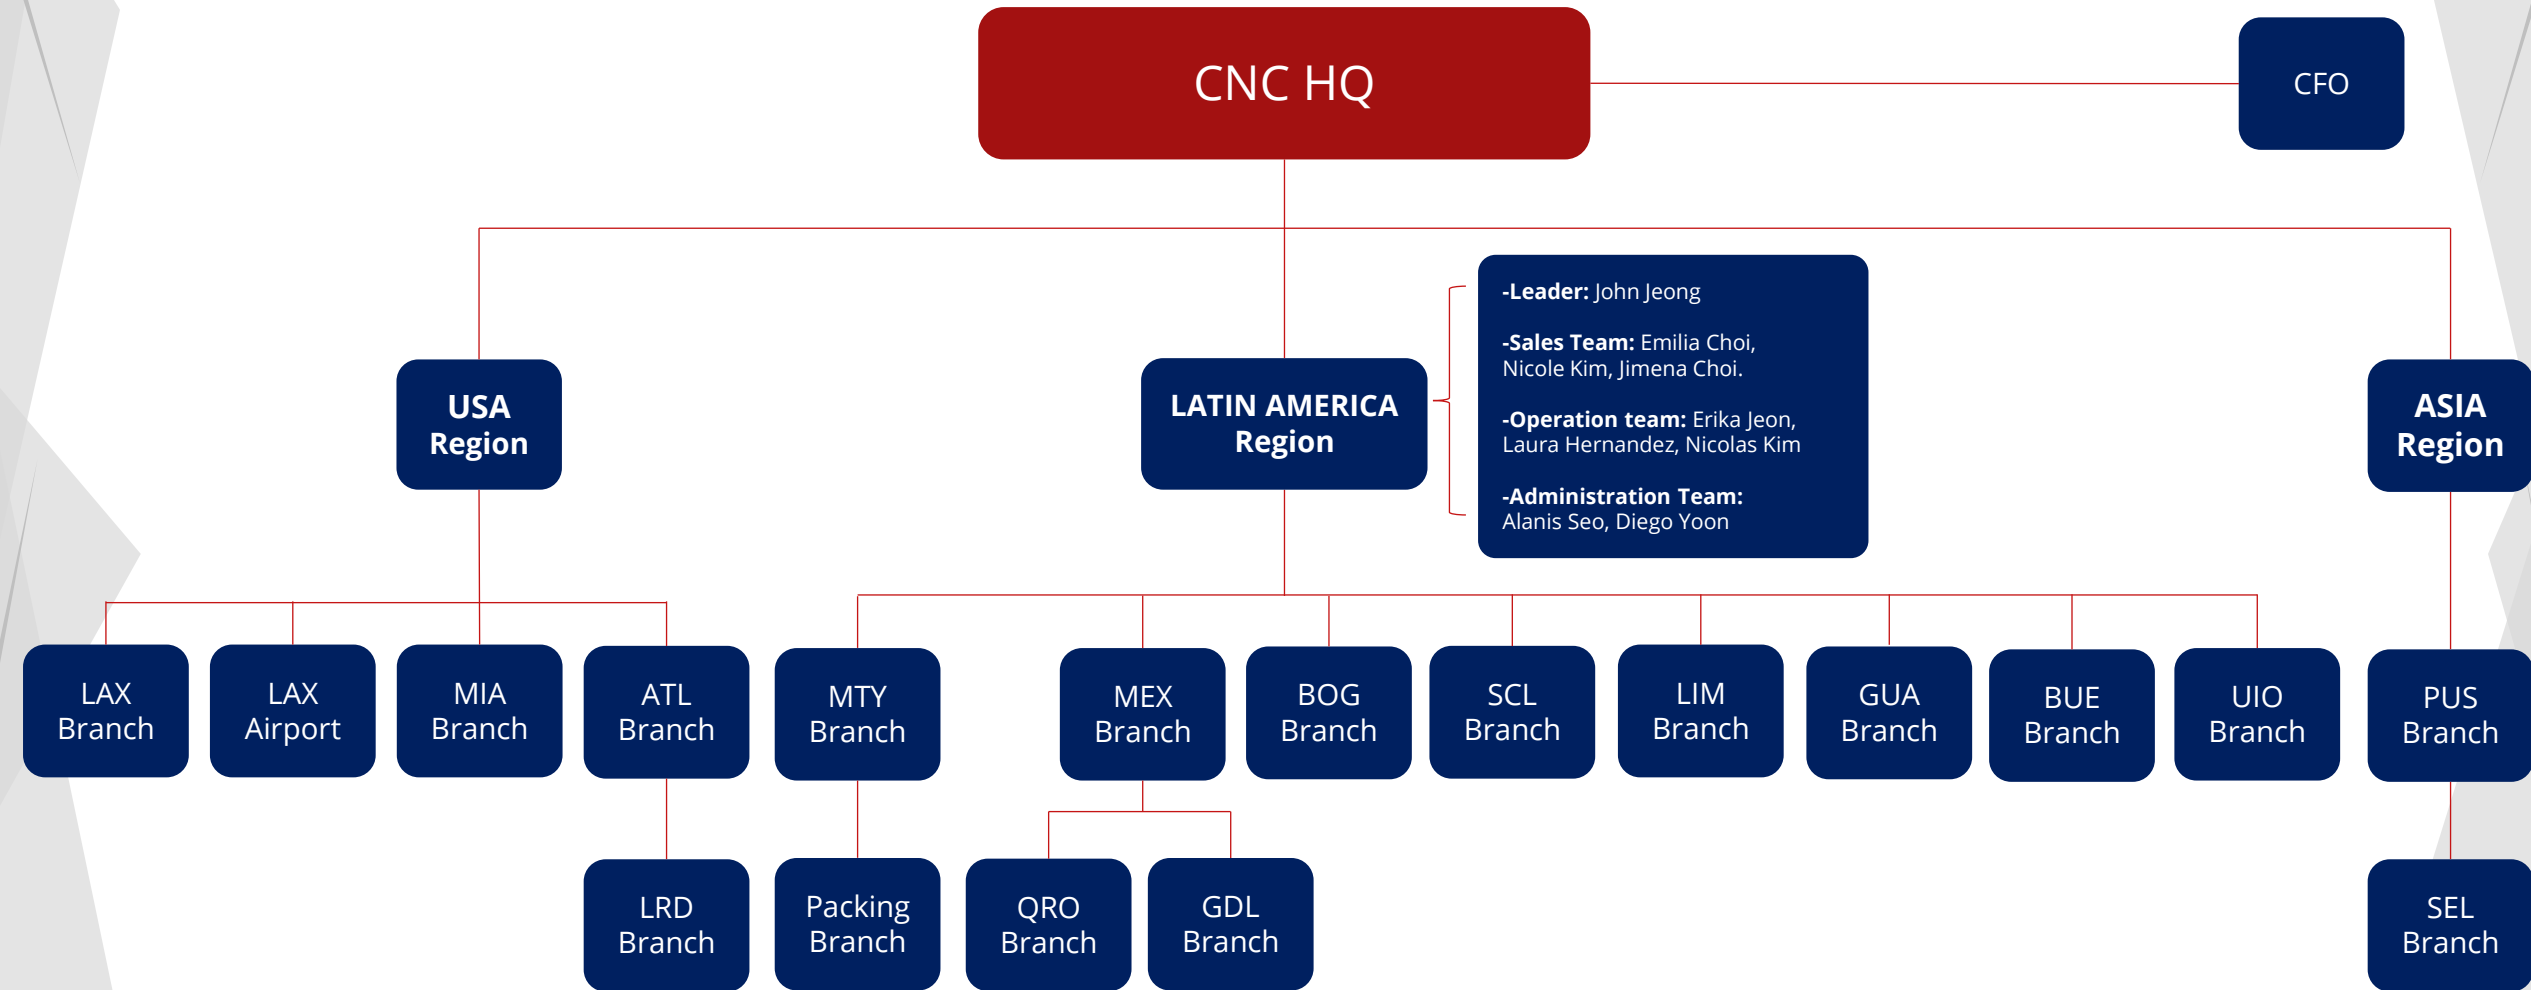 CNC HQ
CFO
-Leader: John Jeong
-Sales Team: Emilia Choi,
Nicole Kim, Jimena Choi.
-Operation team: Erika Jeon,
Laura Hernandez, Nicolas Kim
-Administration Team:
Alanis Seo, Diego Yoon
USA
Region
LATIN AMERICA
Region
ASIA
Region
LAX
Branch
LAX
Airport
MIA
Branch
ATL
Branch
MTY
Branch
MEX
Branch
BOG
Branch
SCL
Branch
LIM
Branch
GUA
Branch
BUE
Branch
UIO
Branch
PUS
Branch
LRD
Branch
Packing
Branch
QRO
Branch
GDL
Branch
SEL
Branch